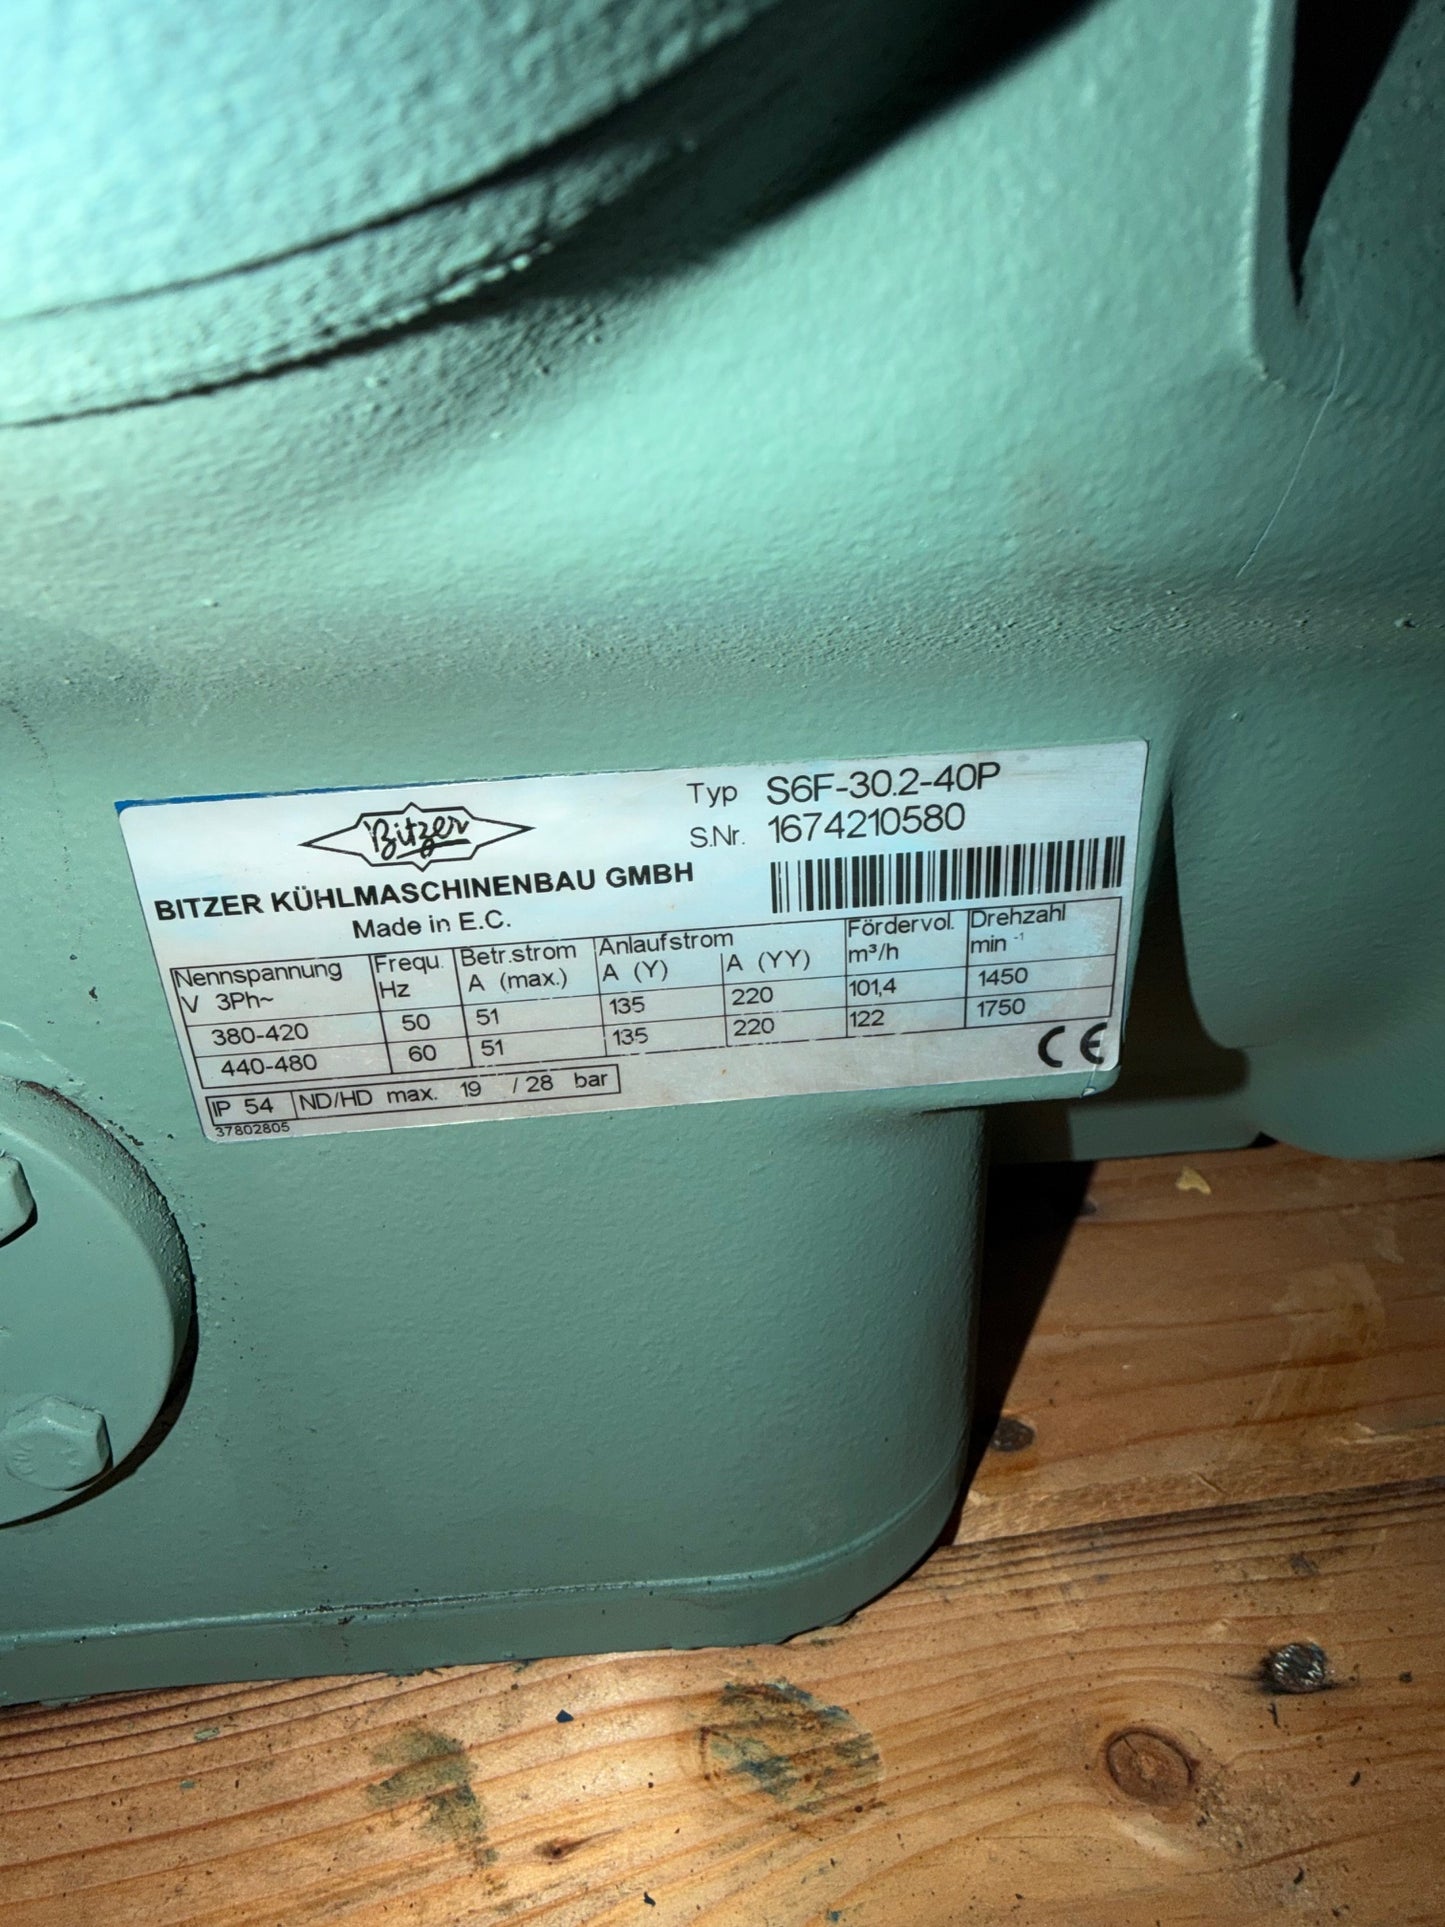 Bitzer
Typ S6F-30.2-40P
S.Nr. 1674210580
BITZER KÜHLMASCHINENBAU GMBH
Made in E.C.
Nennspannung V 3Ph~ Frequ. Hz Betr.strom A (max.) Anlaufstrom A (Y) A (YY) Fördervol. m³/h Drehzahl min -1
380-420 50 51 135 220 101,4 1450
440-480 60 51 135 220 122 1750
IP 54 ND/HD max. 19 / 28 bar
CE
37802805